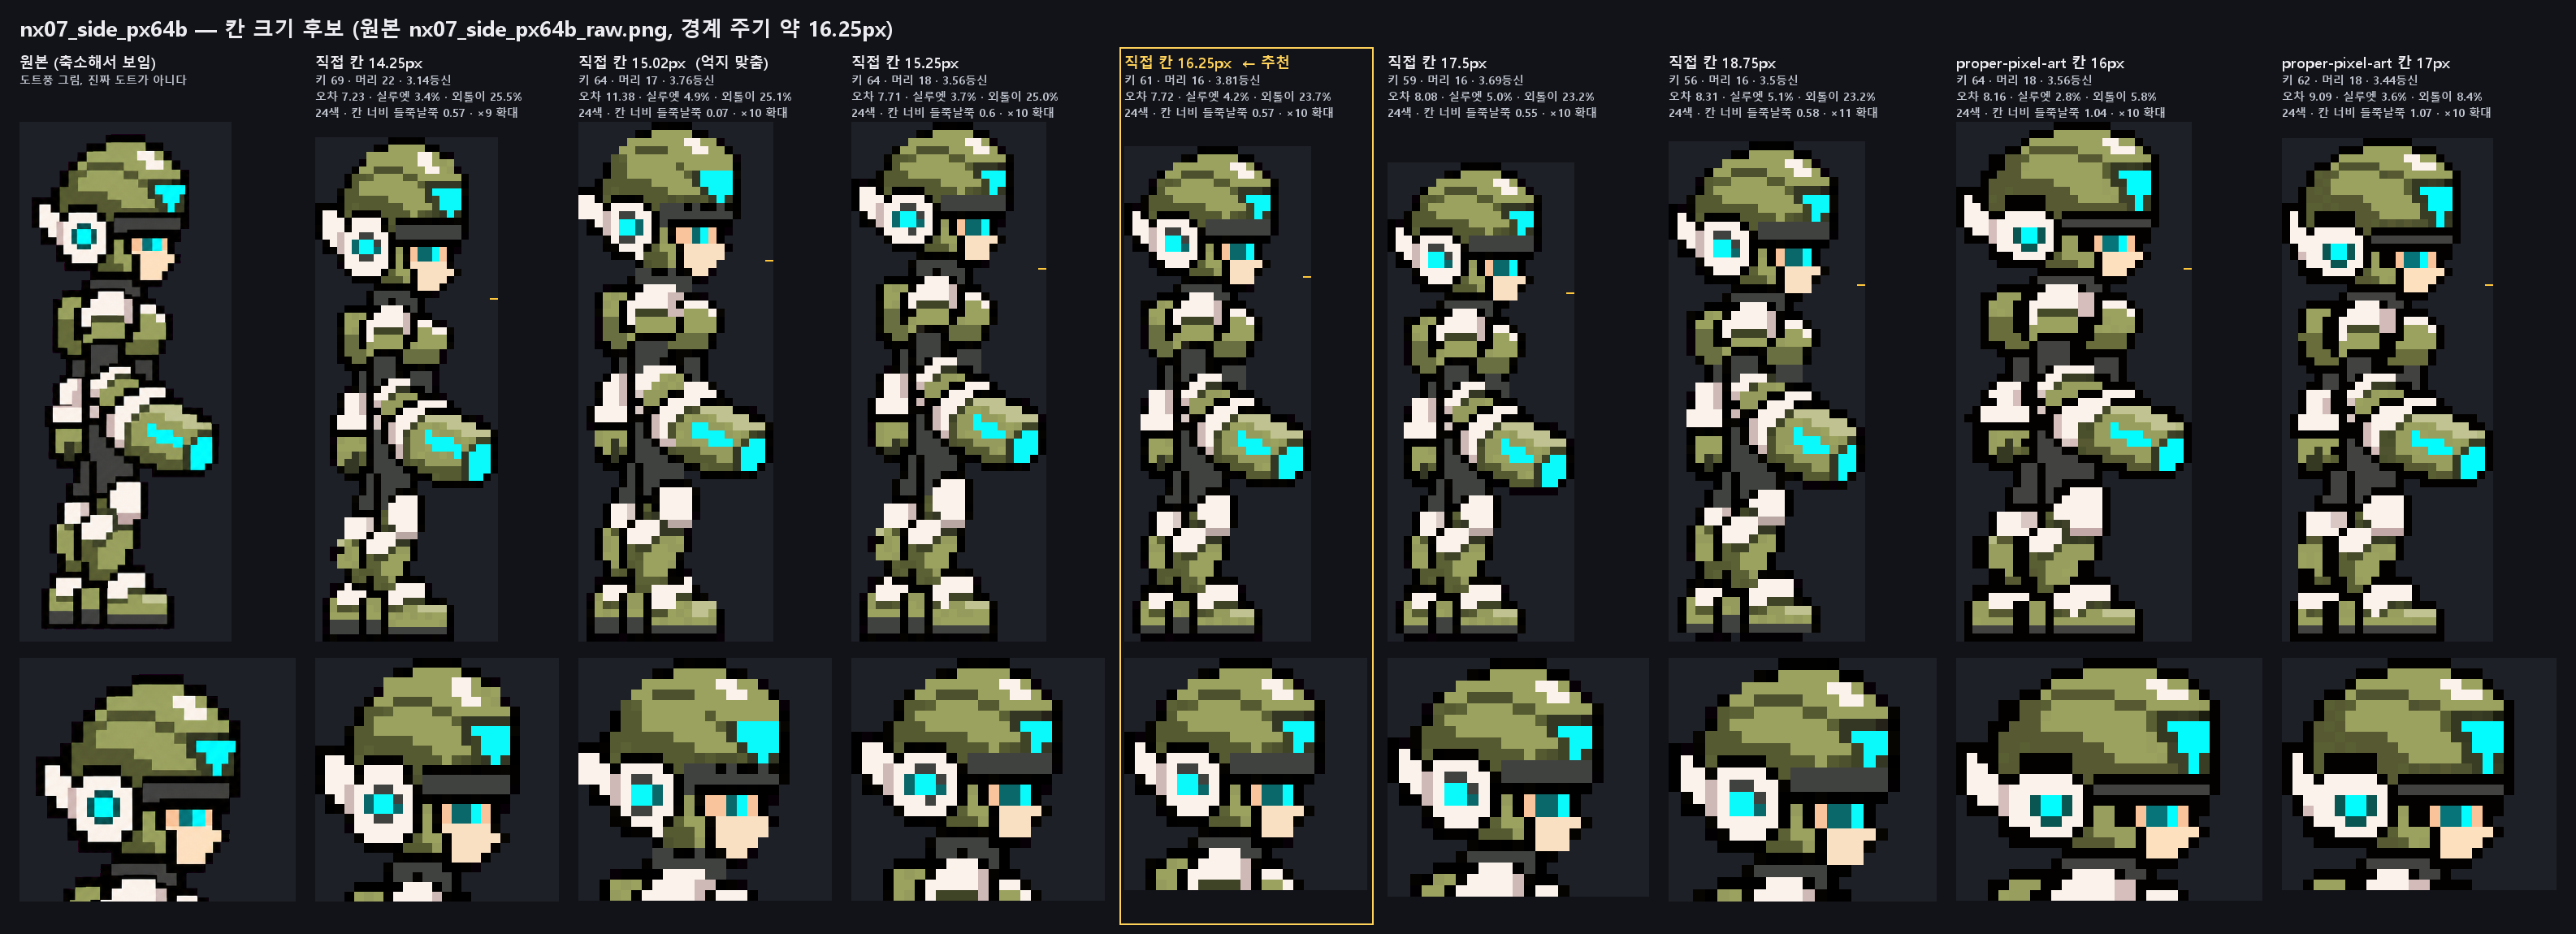 nx07_side_px64b — 칸 크기 후보 (원본 nx07_side_px64b_raw.png, 경계 주기 약 16.25px)
원본 (축소해서 보임)
도트풍 그림, 진짜 도트가 아니다
직접 칸 14.25px
키 69 · 머리 22 · 3.14등신
오차 7.23 · 실루엣 3.4% · 외톨이 25.5%
24색 · 칸 너비 들쭉날쭉 0.57 · ×9 확대
직접 칸 15.02px (억지 맞춤)
키 64 · 머리 17 · 3.76등신
오차 11.38 · 실루엣 4.9% · 외톨이 25.1%
24색 · 칸 너비 들쭉날쭉 0.07 · ×10 확대
직접 칸 15.25px
키 64 · 머리 18 · 3.56등신
오차 7.71 · 실루엣 3.7% · 외톨이 25.0%
24색 · 칸 너비 들쭉날쭉 0.6 · ×10 확대
직접 칸 16.25px ← 추천
키 61 · 머리 16 · 3.81등신
오차 7.72 · 실루엣 4.2% · 외톨이 23.7%
24색 · 칸 너비 들쭉날쭉 0.57 · ×10 확대
직접 칸 17.5px
키 59 · 머리 16 · 3.69등신
오차 8.08 · 실루엣 5.0% · 외톨이 23.2%
24색 · 칸 너비 들쭉날쭉 0.55 · ×10 확대
직접 칸 18.75px
키 56 · 머리 16 · 3.5등신
오차 8.31 · 실루엣 5.1% · 외톨이 23.2%
24색 · 칸 너비 들쭉날쭉 0.58 · ×11 확대
proper-pixel-art 칸 16px
키 64 · 머리 18 · 3.56등신
오차 8.16 · 실루엣 2.8% · 외톨이 5.8%
24색 · 칸 너비 들쭉날쭉 1.04 · ×10 확대
proper-pixel-art 칸 17px
키 62 · 머리 18 · 3.44등신
오차 9.09 · 실루엣 3.6% · 외톨이 8.4%
24색 · 칸 너비 들쭉날쭉 1.07 · ×10 확대